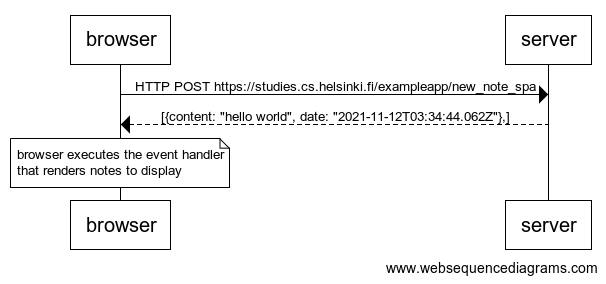 browser
server
HTTP POST https://studies.cs.helsinki.fi/exampleapp/new_note_spa
[{content: "hello world", date: "2021-11-12T03:34:44.062Z"},]
browser executes the event handler
that renders notes to display
browser
server
www.websequencediagrams.com